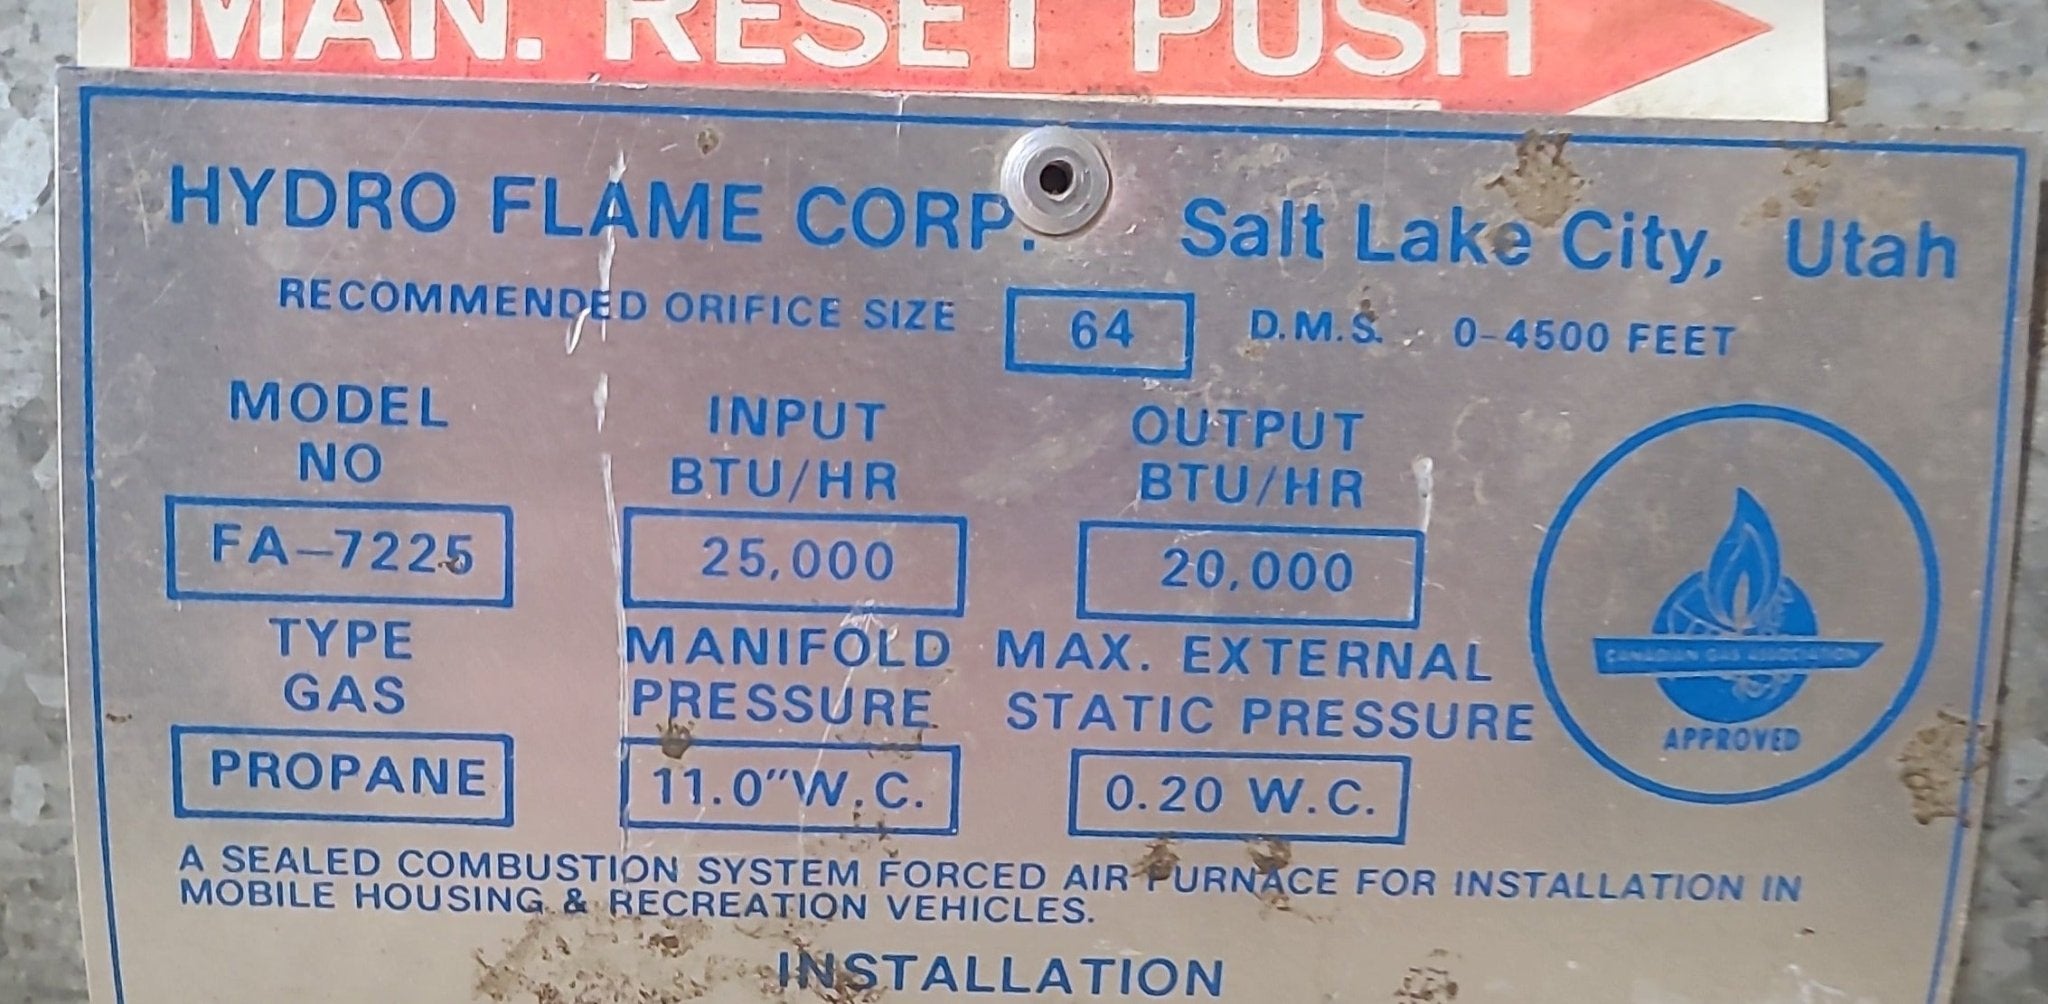 MAN. RESET PUSH
HYDRO FLAME CORP. Salt Lake City, Utah
RECOMMENDED ORIFICE SIZE 64 D.M.S. 0-4500 FEET
MODEL NO
INPUT BTU/HR
OUTPUT BTU/HR
FA-7225 25,000 20,000
TYPE GAS
MANIFOLD PRESSURE
MAX. EXTERNAL STATIC PRESSURE
PROPANE 11.0"W.C. 0.20 W.C.
CANADIAN GAS ASSOCIATION
APPROVED
A SEALED COMBUSTION SYSTEM FORCED AIR FURNACE FOR INSTALLATION IN
MOBILE HOUSING & RECREATION VEHICLES.
INSTALLATION